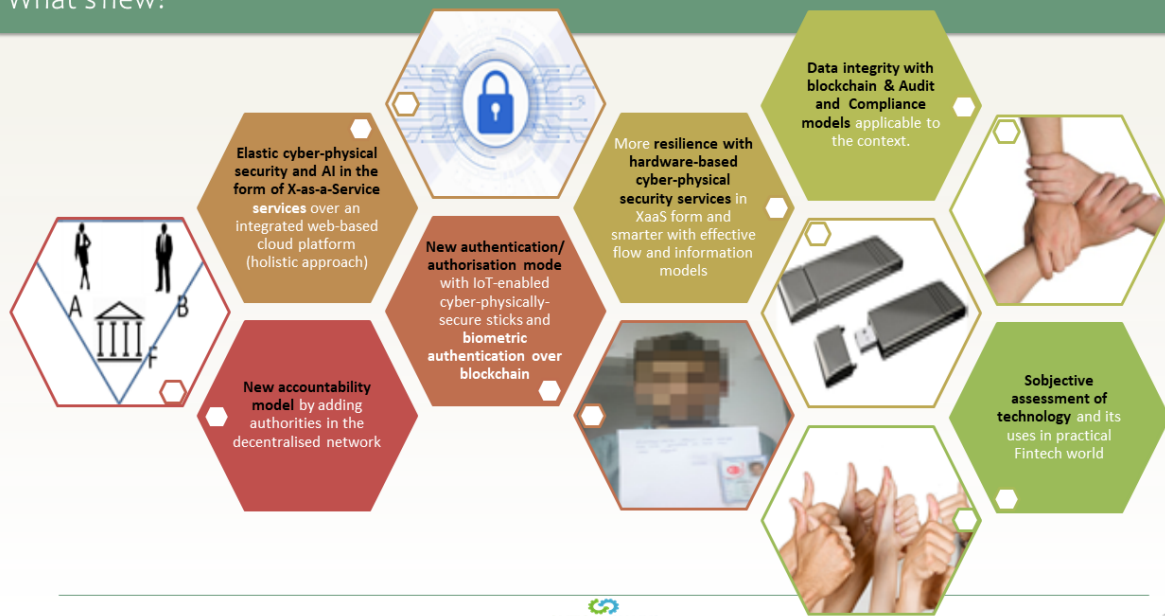 What's new?
Elastic cyber-physical
security and AI in the
form of X-as-a-Service
services over an
integrated web-based
cloud platform
(holistic approach)
New authentication/
authorisation mode
with IoT-enabled
cyber-physically-
secure sticks and
biometric
authentication over
blockchain
More resilience with
hardware-based
cyber-physical
security services in
XaaS form and
smarter with effective
flow and information
models
Data integrity with
blockchain & Audit
and Compliance
models applicable to
the context.
A
B
F
New accountability
model by adding
authorities in the
decentralised network
Sobjective
assessment of
technology and its
uses in practical
Fintech world